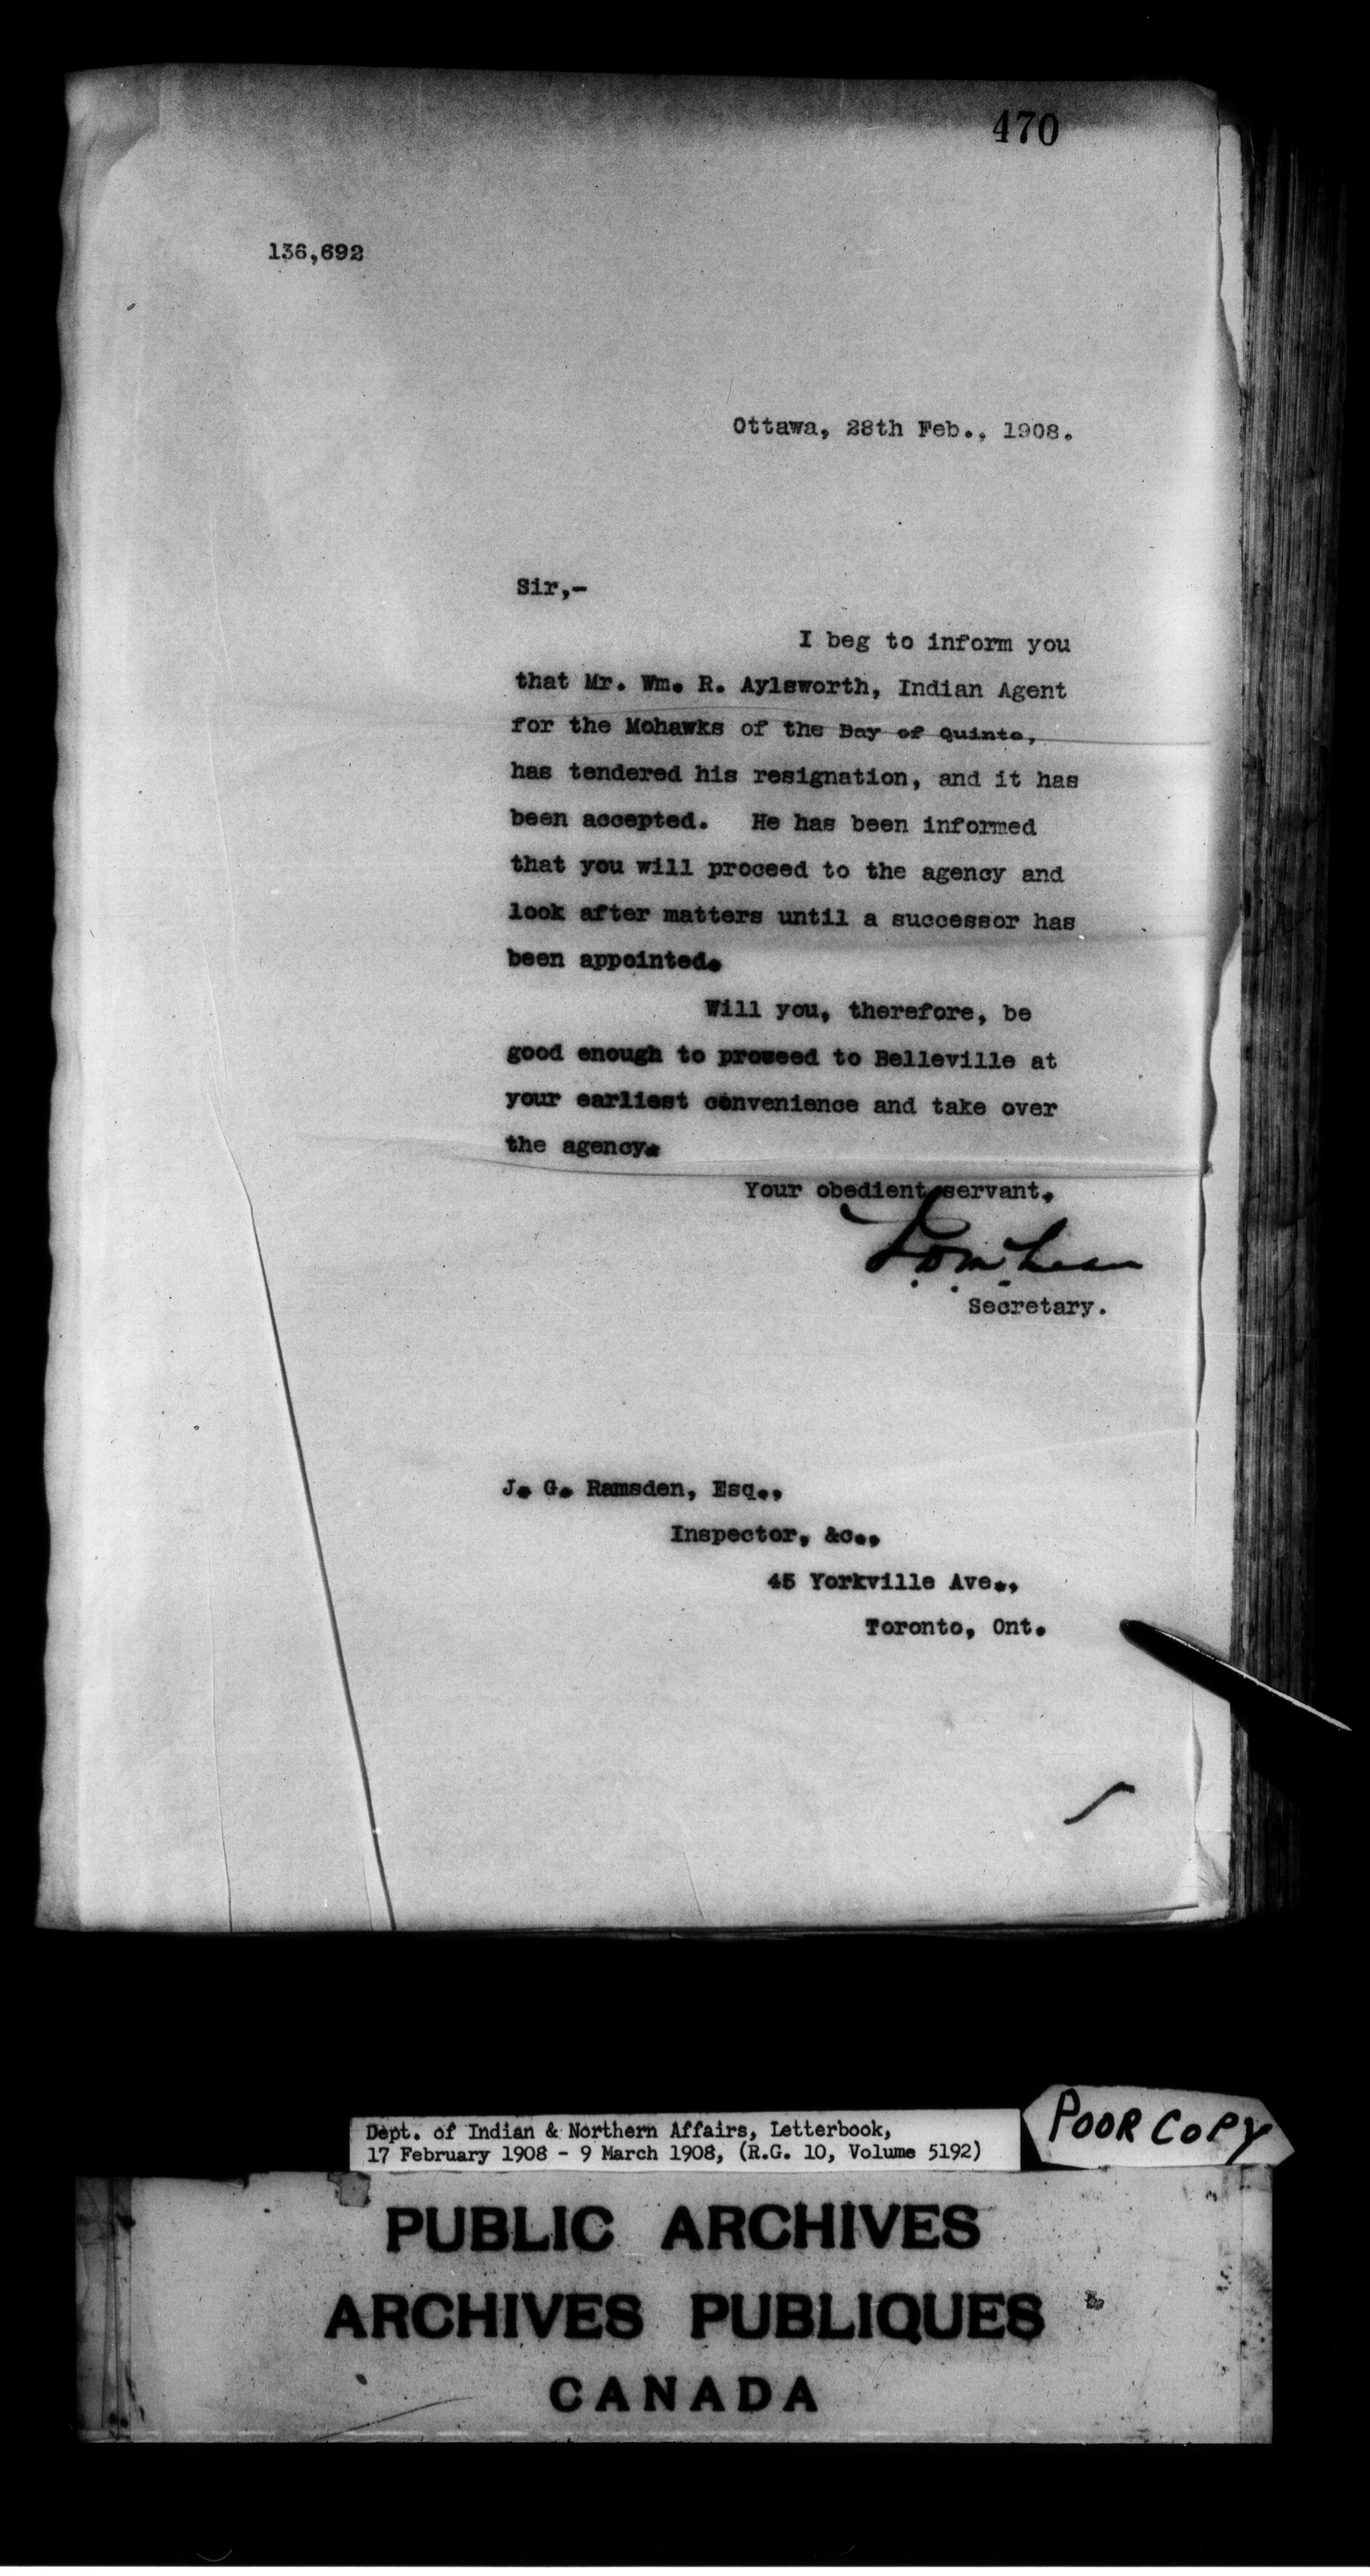 470
136,692
Ottawa, 28th Feb., 1908.
Sir,-
I beg to inform you
that Mr. Wm. R. Aylsworth, Indian Agent
for the Mohawks of the Bay of Quinte,
has tendered his resignation, and it has
been accepted. He has been informed
that you will proceed to the agency and
look after matters until a successor has
been appointed.
Will you, therefore, be
good enough to proceed to Belleville at
your earliest convenience and take over
the agency.
Your obedient servant.
Secretary.
J. G. Ramsden, Esq.,
Inspector, &c.,
45 Yorkville Ave.,
Toronto, Ont.
Dept. of Indian & Northern Affairs, Letterbook,
17 February 1908 - 9 March 1908, (R.G. 10, Volume 5192)
POOR COPY
PUBLIC ARCHIVES
ARCHIVES PUBLIQUES
CANADA